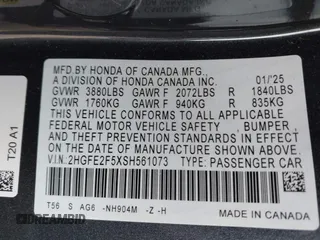 MFD. BY HONDA OF CANADA MFG.,
A DIVISION OF HONDA CANADA INC. 01/'25
GVWR 3880LBS GAWR F 2072LBS R 1840LBS
GVWR 1760KG GAWR F 940KG R 835KG
THIS VEHICLE CONFORMS TO ALL APPLICABLE
FEDERAL MOTOR VEHICLE SAFETY, BUMPER
AND THEFT PREVENTION STANDARDS IN EFFECT
ON THE DATE OF MANUFACTURE SHOWN ABOVE.
V.I.N:2HGFE2F5XSH561073 TYPE:PASSENGER CAR
T56 S AG6 -NH904M -Z -H
MADE IN CANADA
T20 A1
DREAMBID